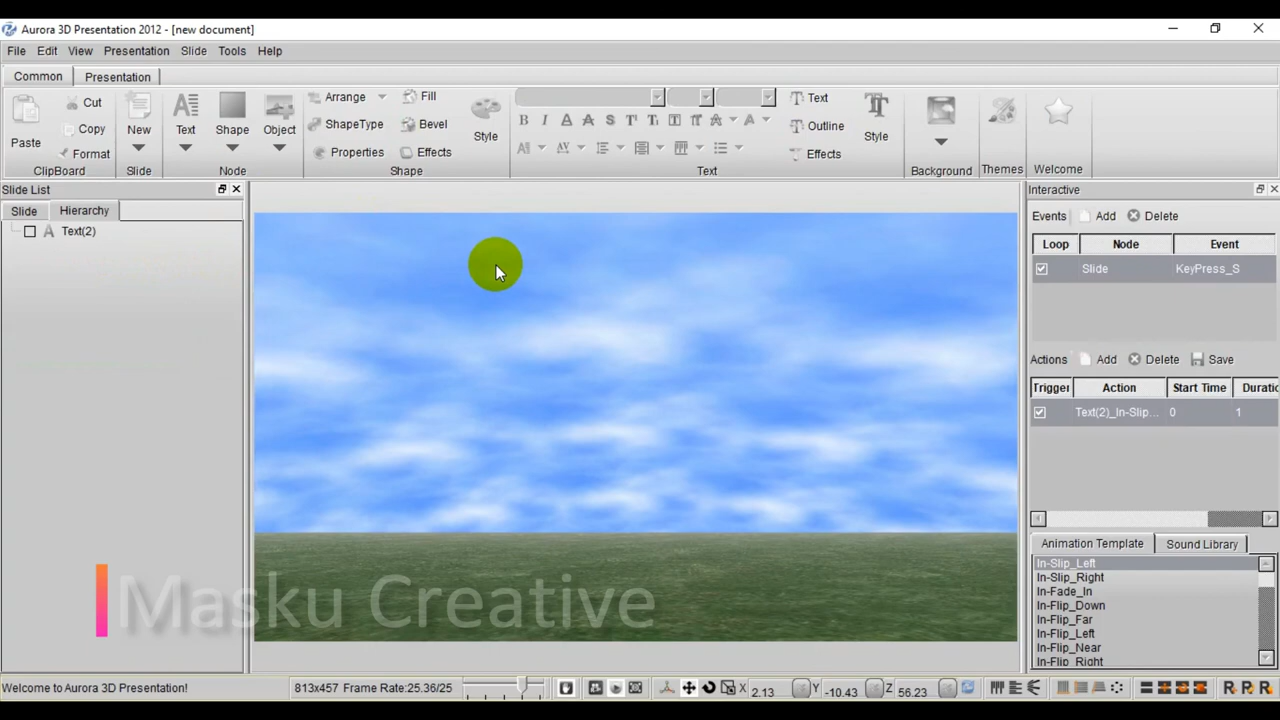 Aurora 3D Presentation 2012 - [new document]
File Edit View Presentation Slide Tools Help
Common Presentation
Paste Cut Copy Format ClipBoard
New Slide
Text Shape Object Node
Arrange Fill ShapeType Bevel Properties Effects Style Shape
B I A A S T T T T A A
Text Outline Effects Style Text
Background
Themes
Welcome
Slide List
Slide Hierarchy
A Text(2)
Interactive
Events Add Delete
Loop Node Event
Slide KeyPress_S
Actions Add Delete Save
Trigger Action Start Time Duratic
Text(2)_In-Slip... 0 1
Animation Template Sound Library
In-Slip_Left
In-Slip_Right
In-Fade_In
In-Flip_Down
In-Flip_Far
In-Flip_Left
In-Flip_Near
In-Flip_Right
Masku Creative
Welcome to Aurora 3D Presentation! 813x457 Frame Rate:25.36/25 X 2.13 Y -10.43 Z 56.23 R R R